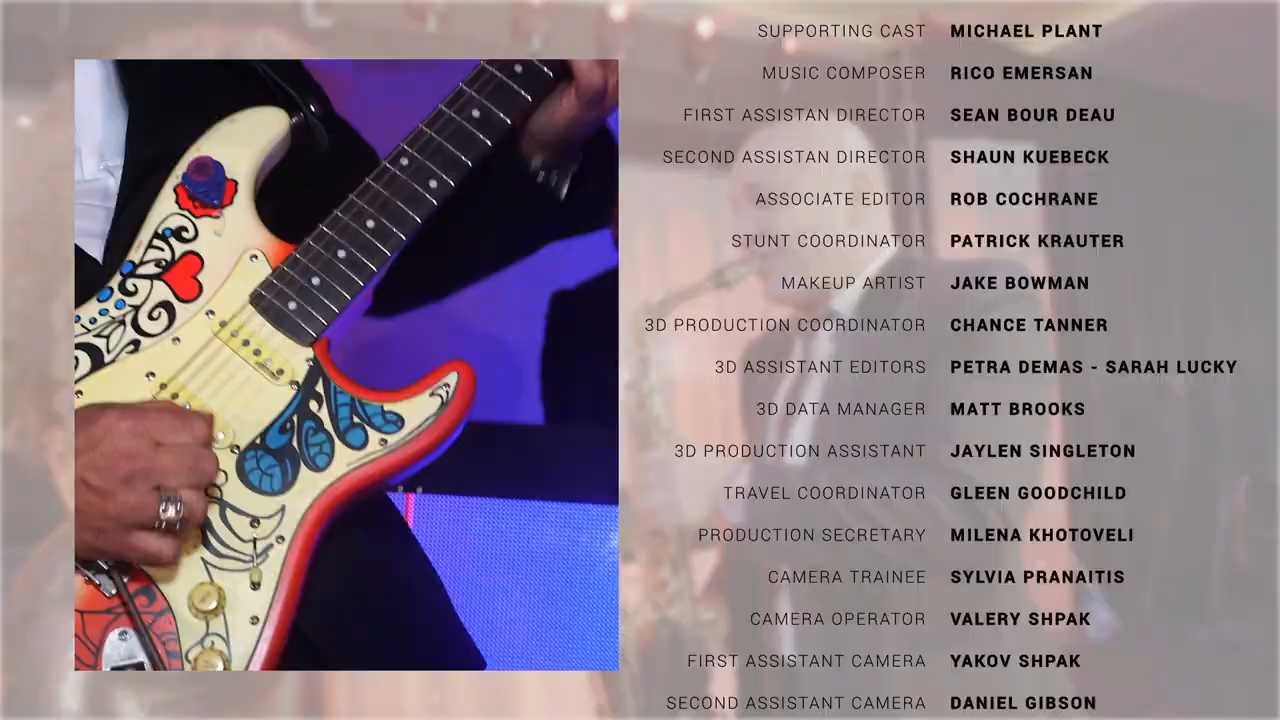 SUPPORTING CAST MICHAEL PLANT
MUSIC COMPOSER RICO EMERSAN
FIRST ASSISTAN DIRECTOR SEAN BOUR DEAU
SECOND ASSISTAN DIRECTOR SHAUN KUEBECK
ASSOCIATE EDITOR ROB COCHRANE
STUNT COORDINATOR PATRICK KRAUTER
MAKEUP ARTIST JAKE BOWMAN
3D PRODUCTION COORDINATOR CHANCE TANNER
3D ASSISTANT EDITORS PETRA DEMAS - SARAH LUCKY
3D DATA MANAGER MATT BROOKS
3D PRODUCTION ASSISTANT JAYLEN SINGLETON
TRAVEL COORDINATOR GLEEN GOODCHILD
PRODUCTION SECRETARY MILENA KHOTOVELI
CAMERA TRAINEE SYLVIA PRANAITIS
CAMERA OPERATOR VALERY SHPAK
FIRST ASSISTANT CAMERA YAKOV SHPAK
SECOND ASSISTANT CAMERA DANIEL GIBSON